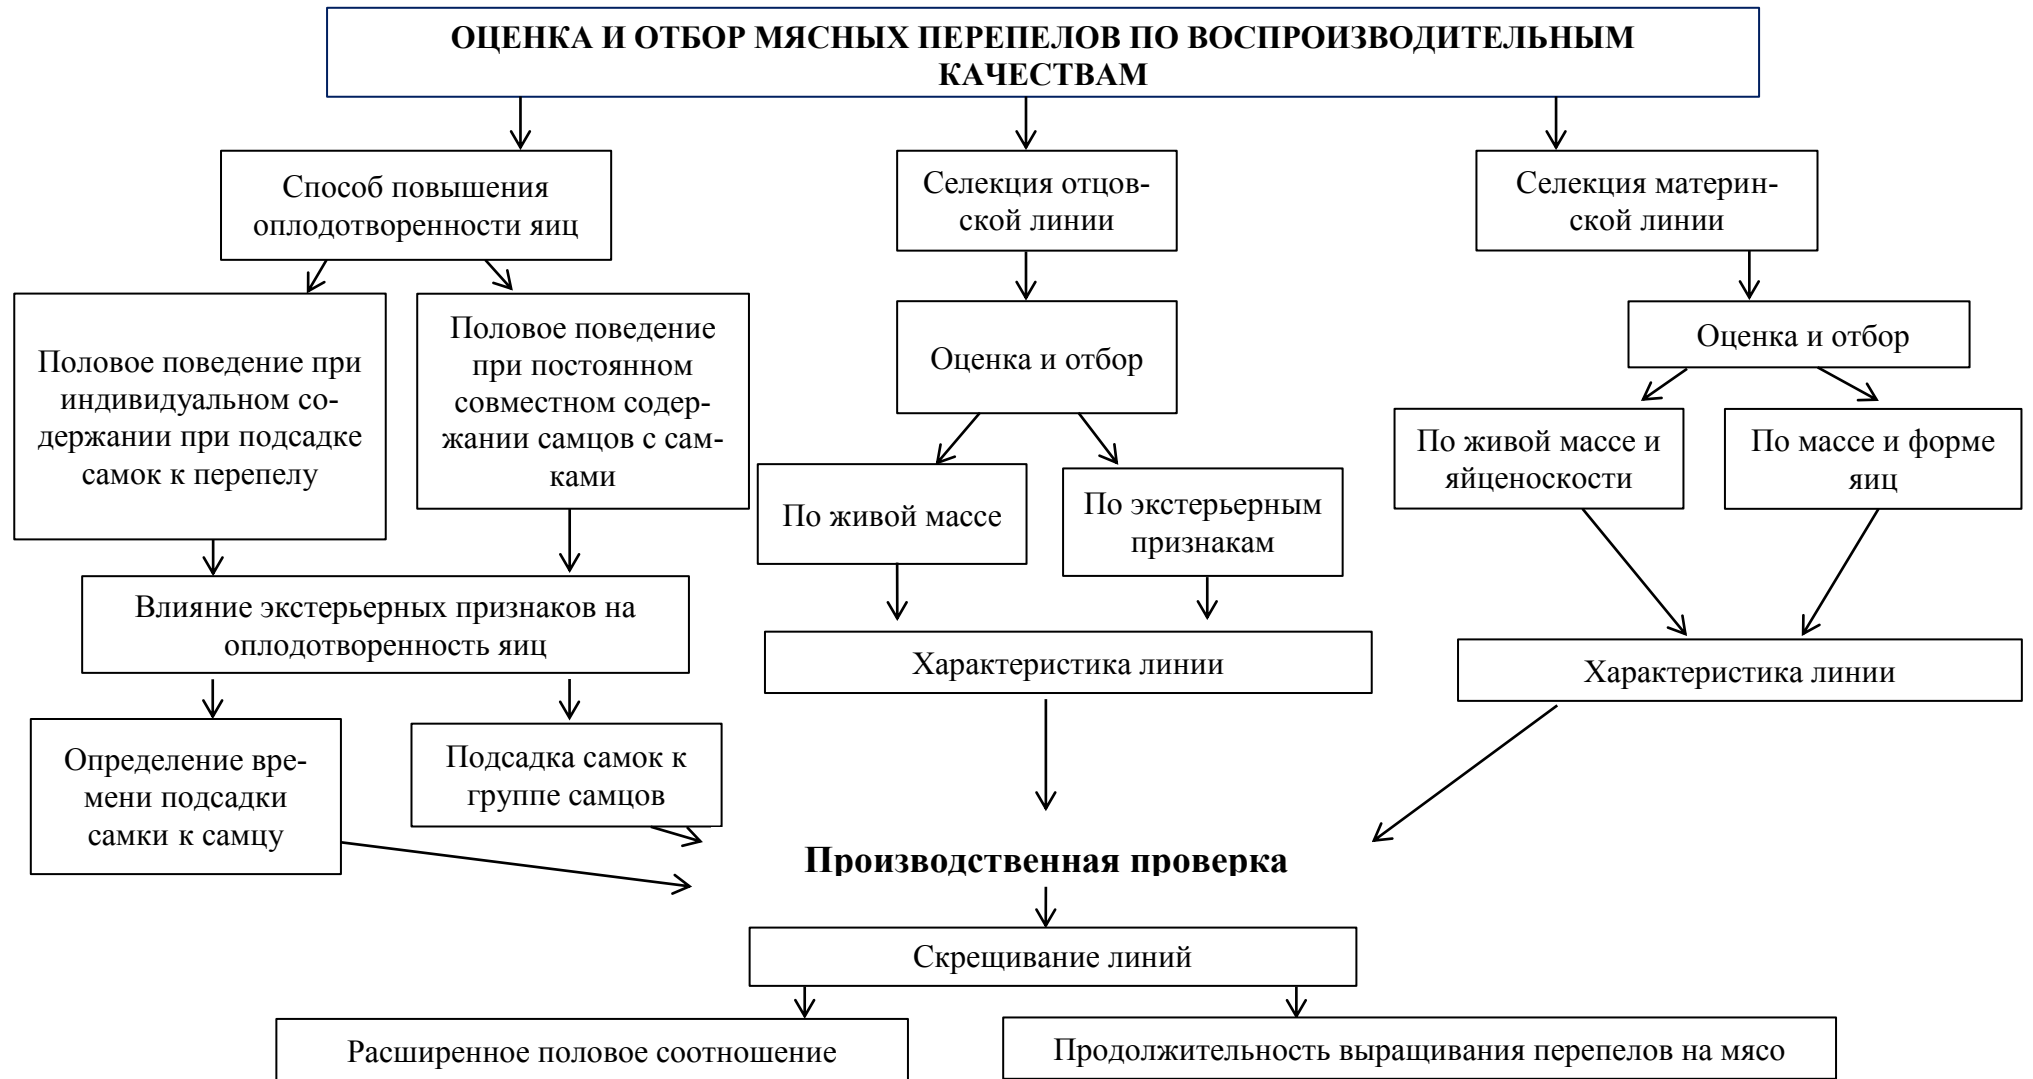 ОЦЕНКА И ОТБОР МЯСНЫХ ПЕРЕПЕЛОВ ПО ВОСПРОИЗВОДИТЕЛЬНЫМ
КАЧЕСТВАМ
Способ повышения
оплодотворенности яиц
Селекция отцов-
ской линии
Селекция материн-
ской линии
Половое поведение при
индивидуальном со-
держании при подсадке
самок к перепелу
Половое поведение
при постоянном
совместном содер-
жании самцов с сам-
ками
Оценка и отбор
Оценка и отбор
По живой массе
По экстерьерным
признакам
По живой массе и
яйценоскости
По массе и форме
яиц
Влияние экстерьерных признаков на
оплодотворенность яиц
Характеристика линии
Характеристика линии
Определение вре-
мени подсадки
самки к самцу
Подсадка самок к
группе самцов
Производственная проверка
Скрещивание линий
Расширенное половое соотношение
Продолжительность выращивания перепелов на мясо